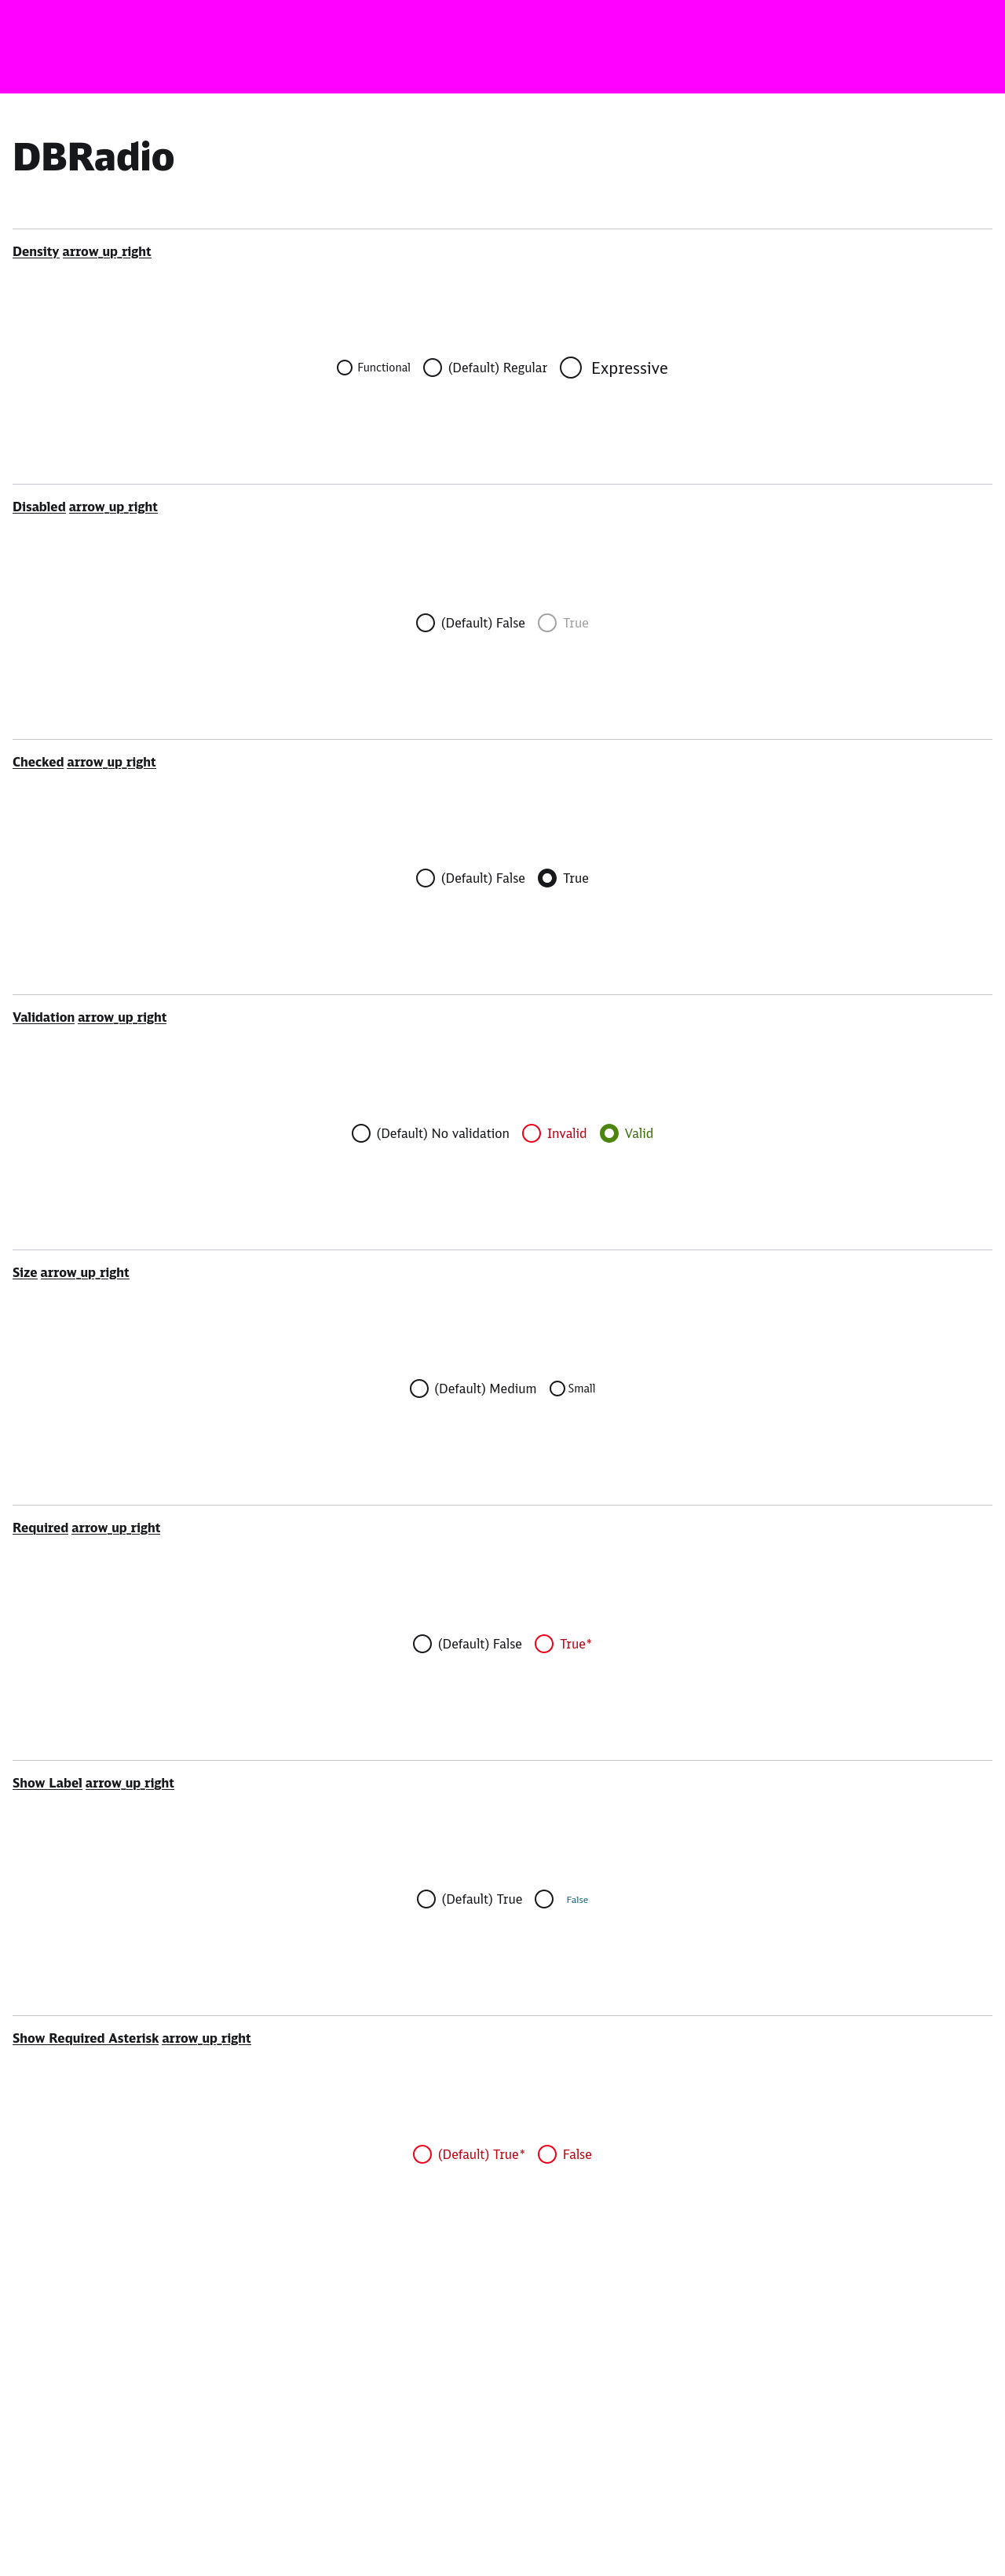 DBRadio
Density arrow_up_right
Functional (Default) Regular Expressive
Disabled arrow_up_right
(Default) False True
Checked arrow_up_right
(Default) False True
Validation arrow_up_right
(Default) No validation Invalid Valid
Size arrow_up_right
(Default) Medium Small
Required arrow_up_right
(Default) False True*
Show Label arrow_up_right
(Default) True False
Show Required Asterisk arrow_up_right
(Default) True* False